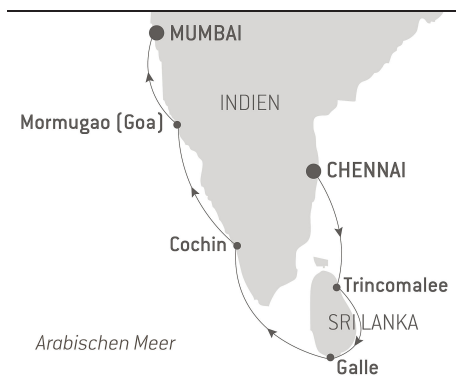 MUMBAI
INDIEN
Mormugao (Goa)
CHENNAI
Cochin
Trincomalee
SRI LANKA
Arabischen Meer
Galle